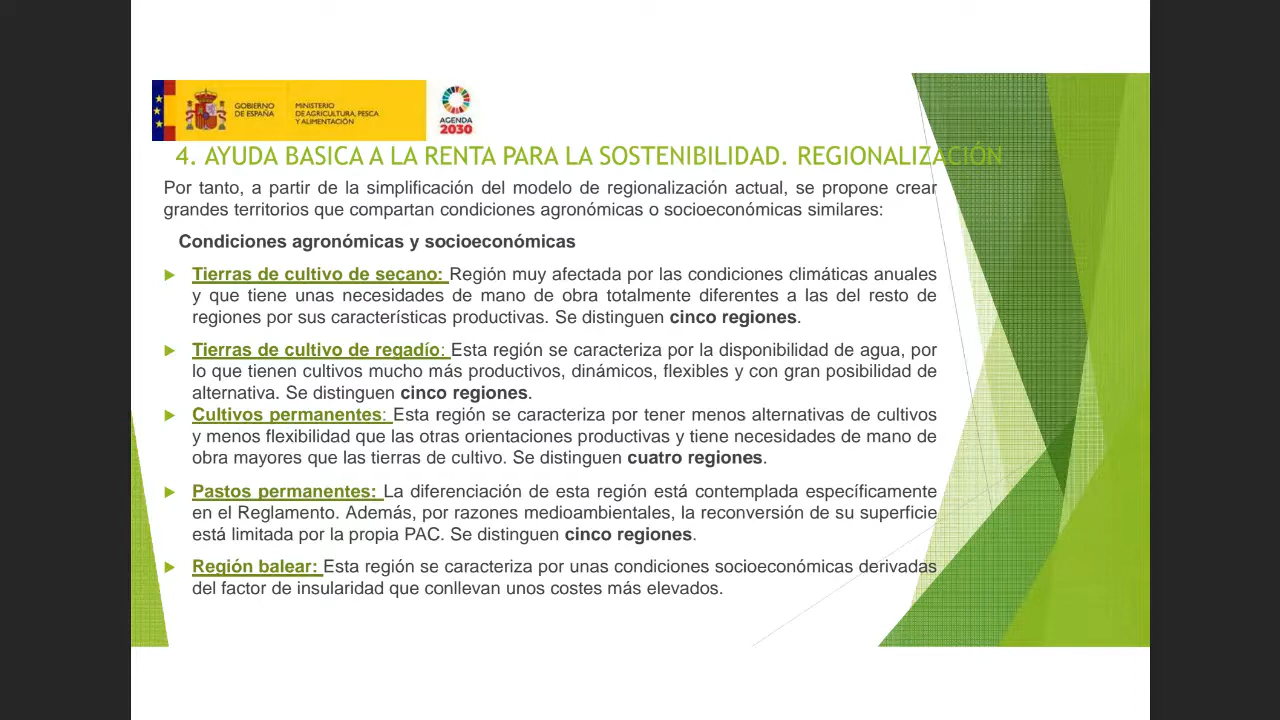 GOBIERNO
DE ESPAÑA
MINISTERIO
DE AGRICULTURA, PESCA
Y ALIMENTACIÓN
AGENDA
2030
4. AYUDA BASICA A LA RENTA PARA LA SOSTENIBILIDAD. REGIONALIZACIÓN
Por tanto, a partir de la simplificación del modelo de regionalización actual, se propone crear
grandes territorios que compartan condiciones agronómicas o socioeconómicas similares:
Condiciones agronómicas y socioeconómicas
Tierras de cultivo de secano: Región muy afectada por las condiciones climáticas anuales
y que tiene unas necesidades de mano de obra totalmente diferentes a las del resto de
regiones por sus características productivas. Se distinguen cinco regiones.
Tierras de cultivo de regadío: Esta región se caracteriza por la disponibilidad de agua, por
lo que tienen cultivos mucho más productivos, dinámicos, flexibles y con gran posibilidad de
alternativa. Se distinguen cinco regiones.
Cultivos permanentes: Esta región se caracteriza por tener menos alternativas de cultivos
y menos flexibilidad que las otras orientaciones productivas y tiene necesidades de mano de
obra mayores que las tierras de cultivo. Se distinguen cuatro regiones.
Pastos permanentes: La diferenciación de esta región está contemplada específicamente
en el Reglamento. Además, por razones medioambientales, la reconversión de su superficie
está limitada por la propia PAC. Se distinguen cinco regiones.
Región balear: Esta región se caracteriza por unas condiciones socioeconómicas derivadas
del factor de insularidad que conllevan unos costes más elevados.